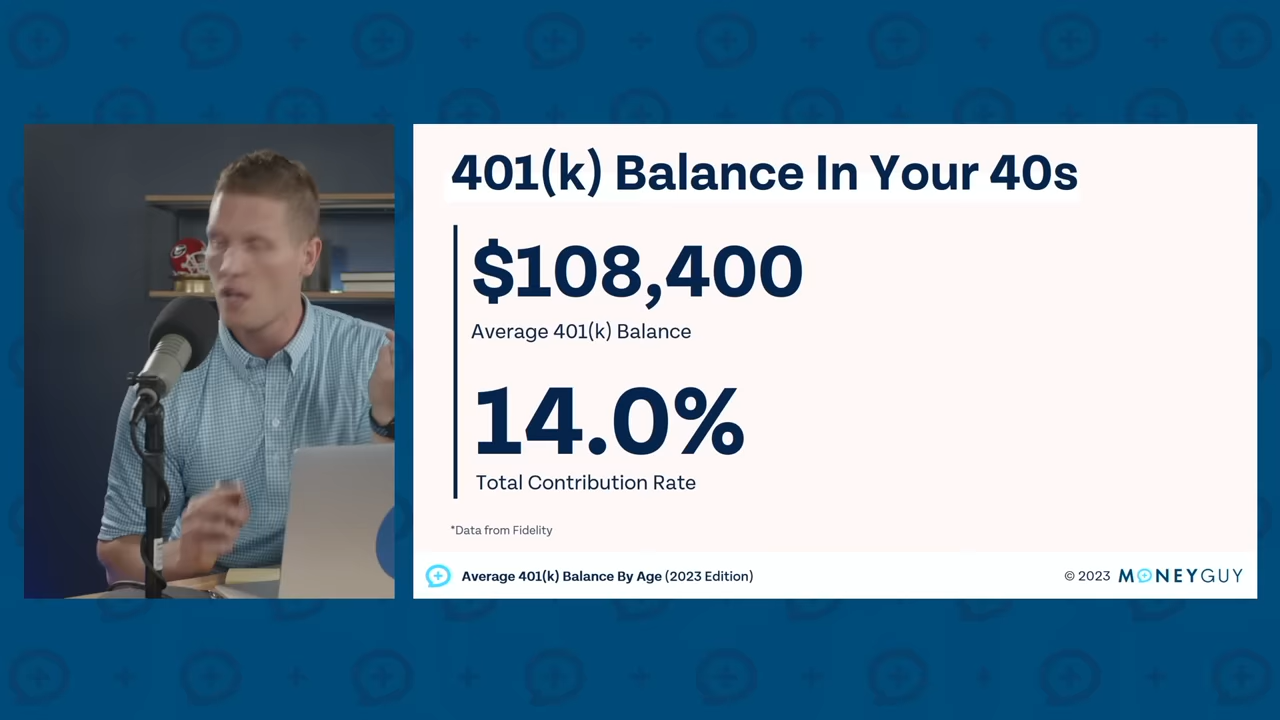 401(k) Balance In Your 40s
$108,400
Average 401(k) Balance
14.0%
Total Contribution Rate
*Data from Fidelity
Average 401(k) Balance By Age (2023 Edition)
© 2023 MONEYGUY